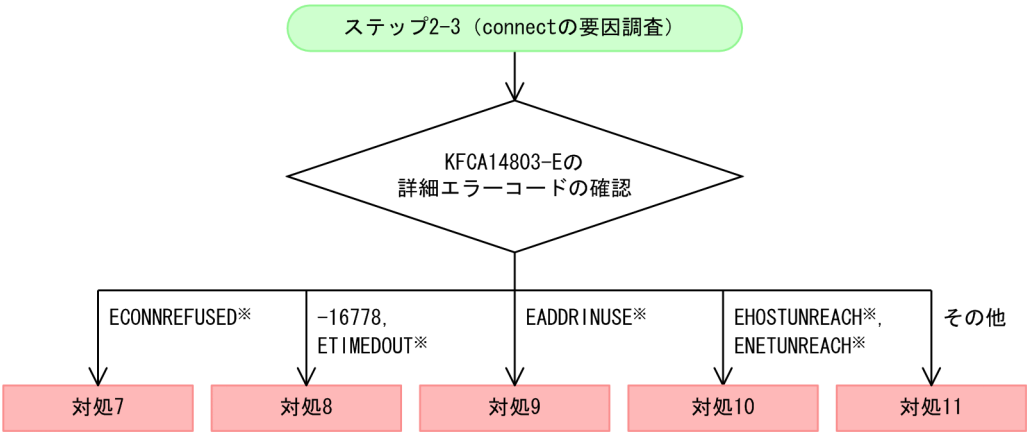 ステップ2-3（connectの要因調査）
KFCA14803-Eの
詳細エラーコードの確認
ECONNREFUSED※
-16778,
ETIMEDOUT※
EADDRINUSE※
EHOSTUNREACH※,
ENETUNREACH※
その他
対処7
対処8
対処9
対処10
対処11